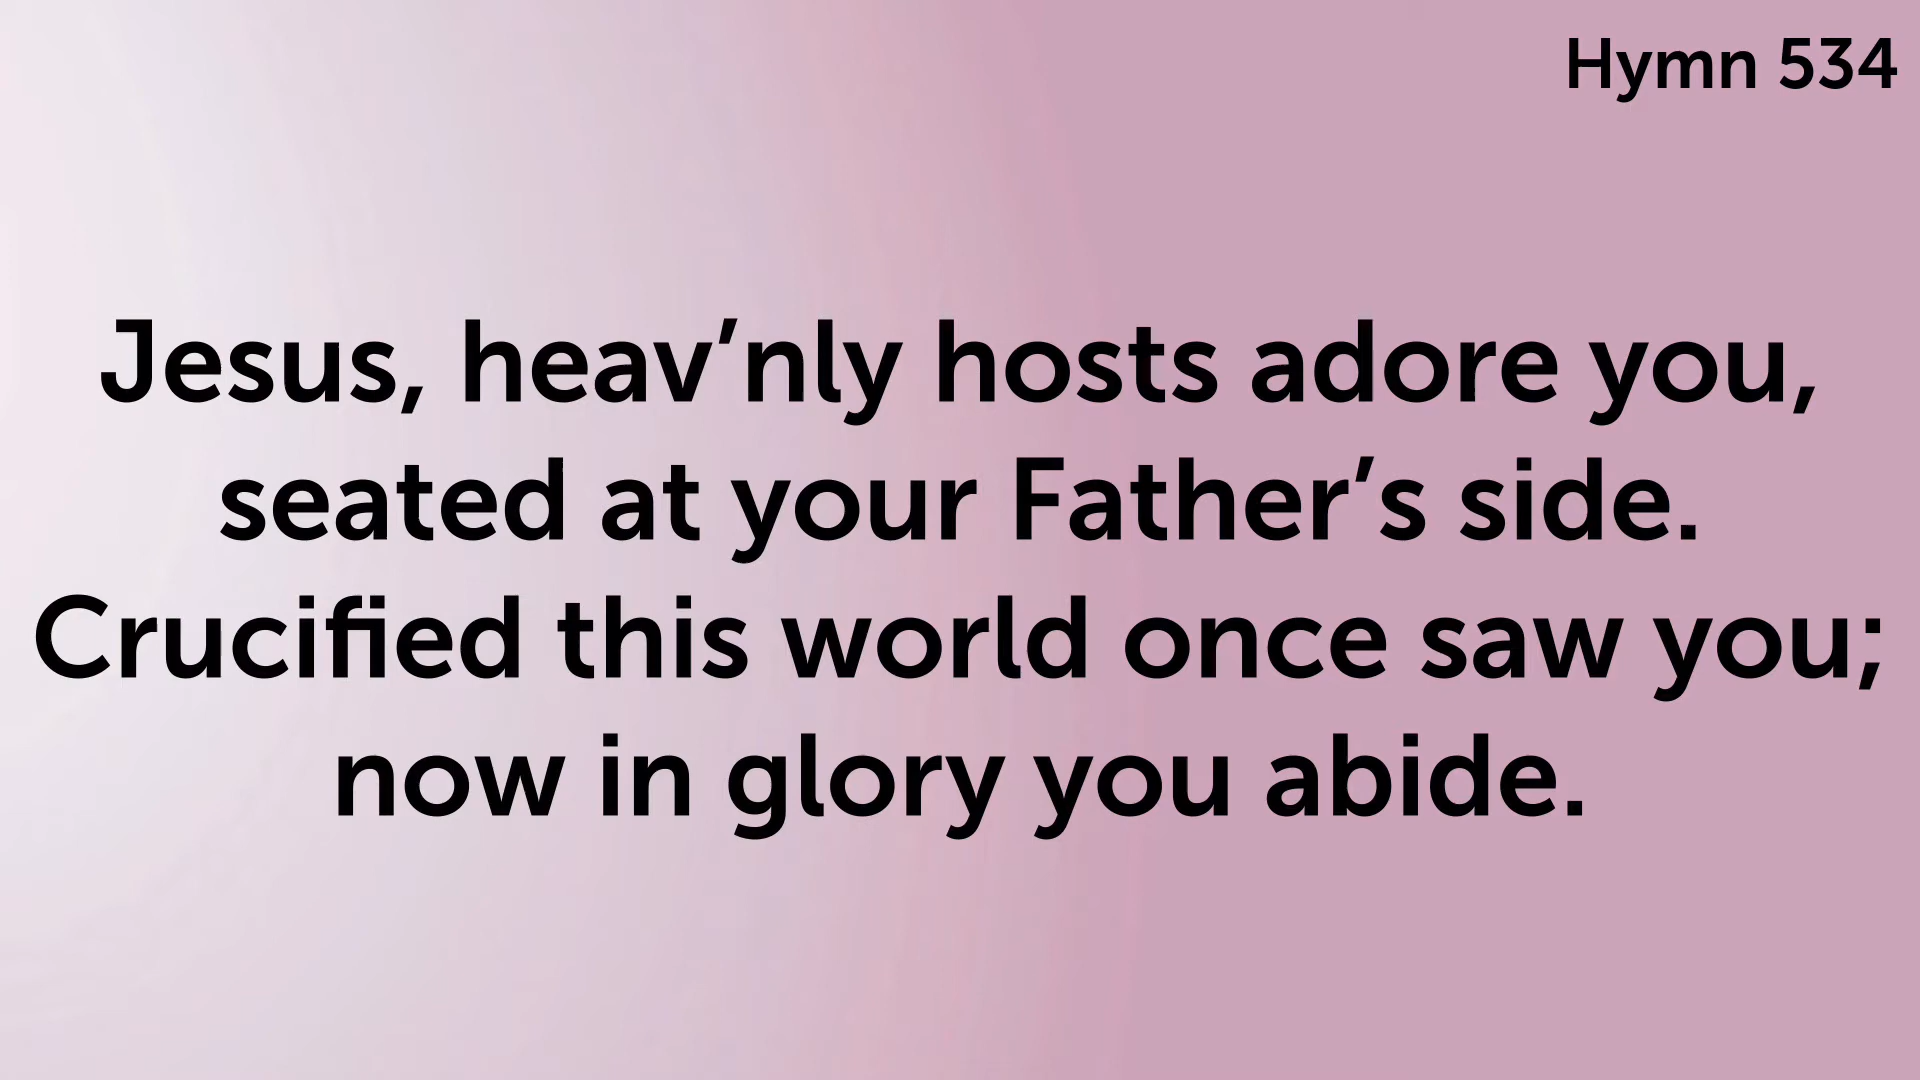 Hymn 534
Jesus, heav’nly hosts adore you,
seated at your Father’s side.
Crucified this world once saw you;
now in glory you abide.